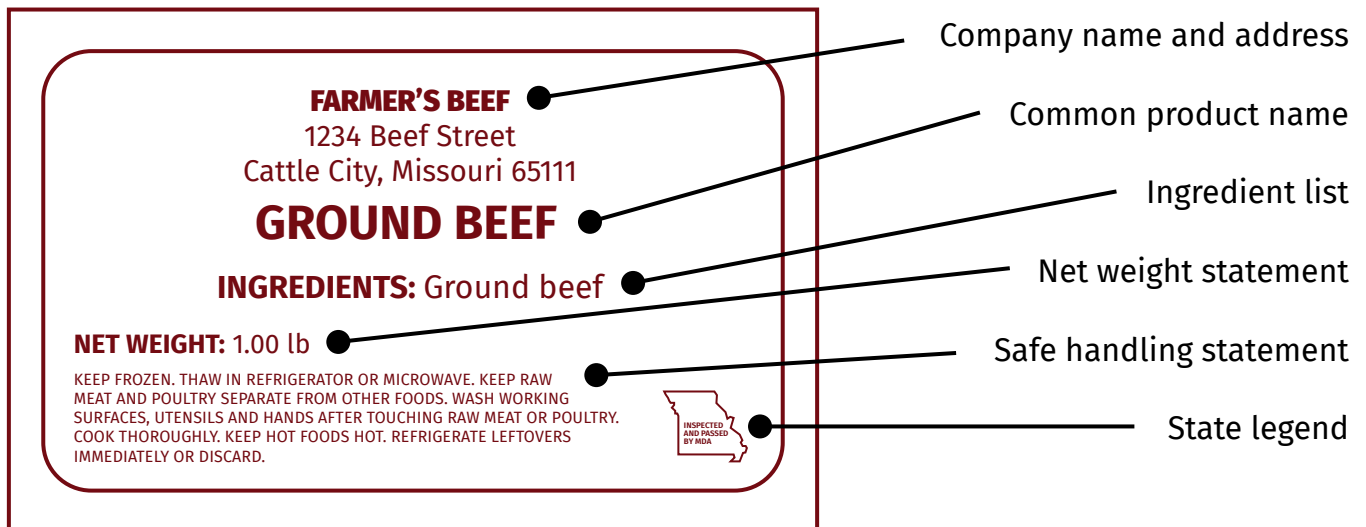 FARMER’S BEEF
1234 Beef Street
Cattle City, Missouri 65111
GROUND BEEF
INGREDIENTS: Ground beef
NET WEIGHT: 1.00 lb
KEEP FROZEN. THAW IN REFRIGERATOR OR MICROWAVE. KEEP RAW
MEAT AND POULTRY SEPARATE FROM OTHER FOODS. WASH WORKING
SURFACES, UTENSILS AND HANDS AFTER TOUCHING RAW MEAT OR POULTRY.
COOK THOROUGHLY. KEEP HOT FOODS HOT. REFRIGERATE LEFTOVERS
IMMEDIATELY OR DISCARD.
INSPECTED
AND PASSED
BY MDA
Company name and address
Common product name
Ingredient list
Net weight statement
Safe handling statement
State legend